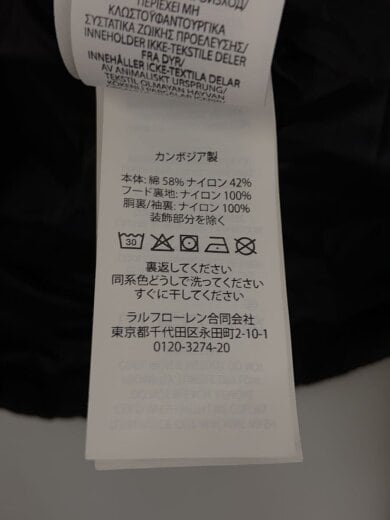 ΠΕΡΙΕΧΕΙ ΜΗ
ΚΛΩΣΤΟΫΦΑΝΤΟΥΡΓΙΚΑ
ΣΥΣΤΑΤΙΚΑ ΖΩΙΚΗΣ ΠΡΟΕΛΕΥΣΗΣ/
INNEHOLDER IKKE-TEKSTILE DELER
FRA DYR/
INNEHÅLLER ICKE-TEXTILA DELAR
AV ANIMALISKT URSPRUNG/
TEKSTIL OLMAYAN HAYVAN
カンボジア製
本体: 綿 58% ナイロン 42%
フード裏地: ナイロン 100%
胴裏/袖裏: ナイロン 100%
装飾部分を除く
30
裏返してください
同系色どうしで洗ってください
すぐに干してください
ラルフローレン合同会社
東京都千代田区永田町2-10-1
0120-3274-20